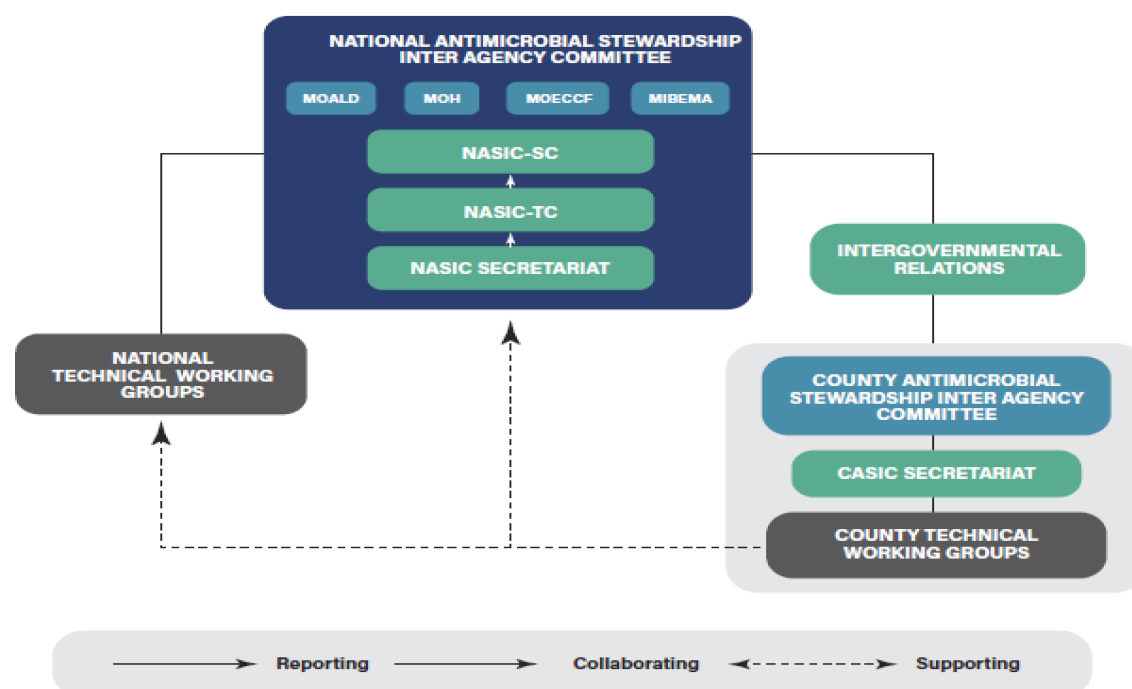 NATIONAL ANTIMICROBIAL STEWARDSHIP
INTER AGENCY COMMITTEE
MOALD
MOH
MOECCF
MIBEMA
NASIC-SC
NASIC-TC
NASIC SECRETARIAT
INTERGOVERNMENTAL
RELATIONS
NATIONAL
TECHNICAL WORKING
GROUPS
COUNTY ANTIMICROBIAL
STEWARDSHIP INTER AGENCY
COMMITTEE
CASIC SECRETARIAT
COUNTY TECHNICAL
WORKING GROUPS
Reporting
Collaborating
Supporting